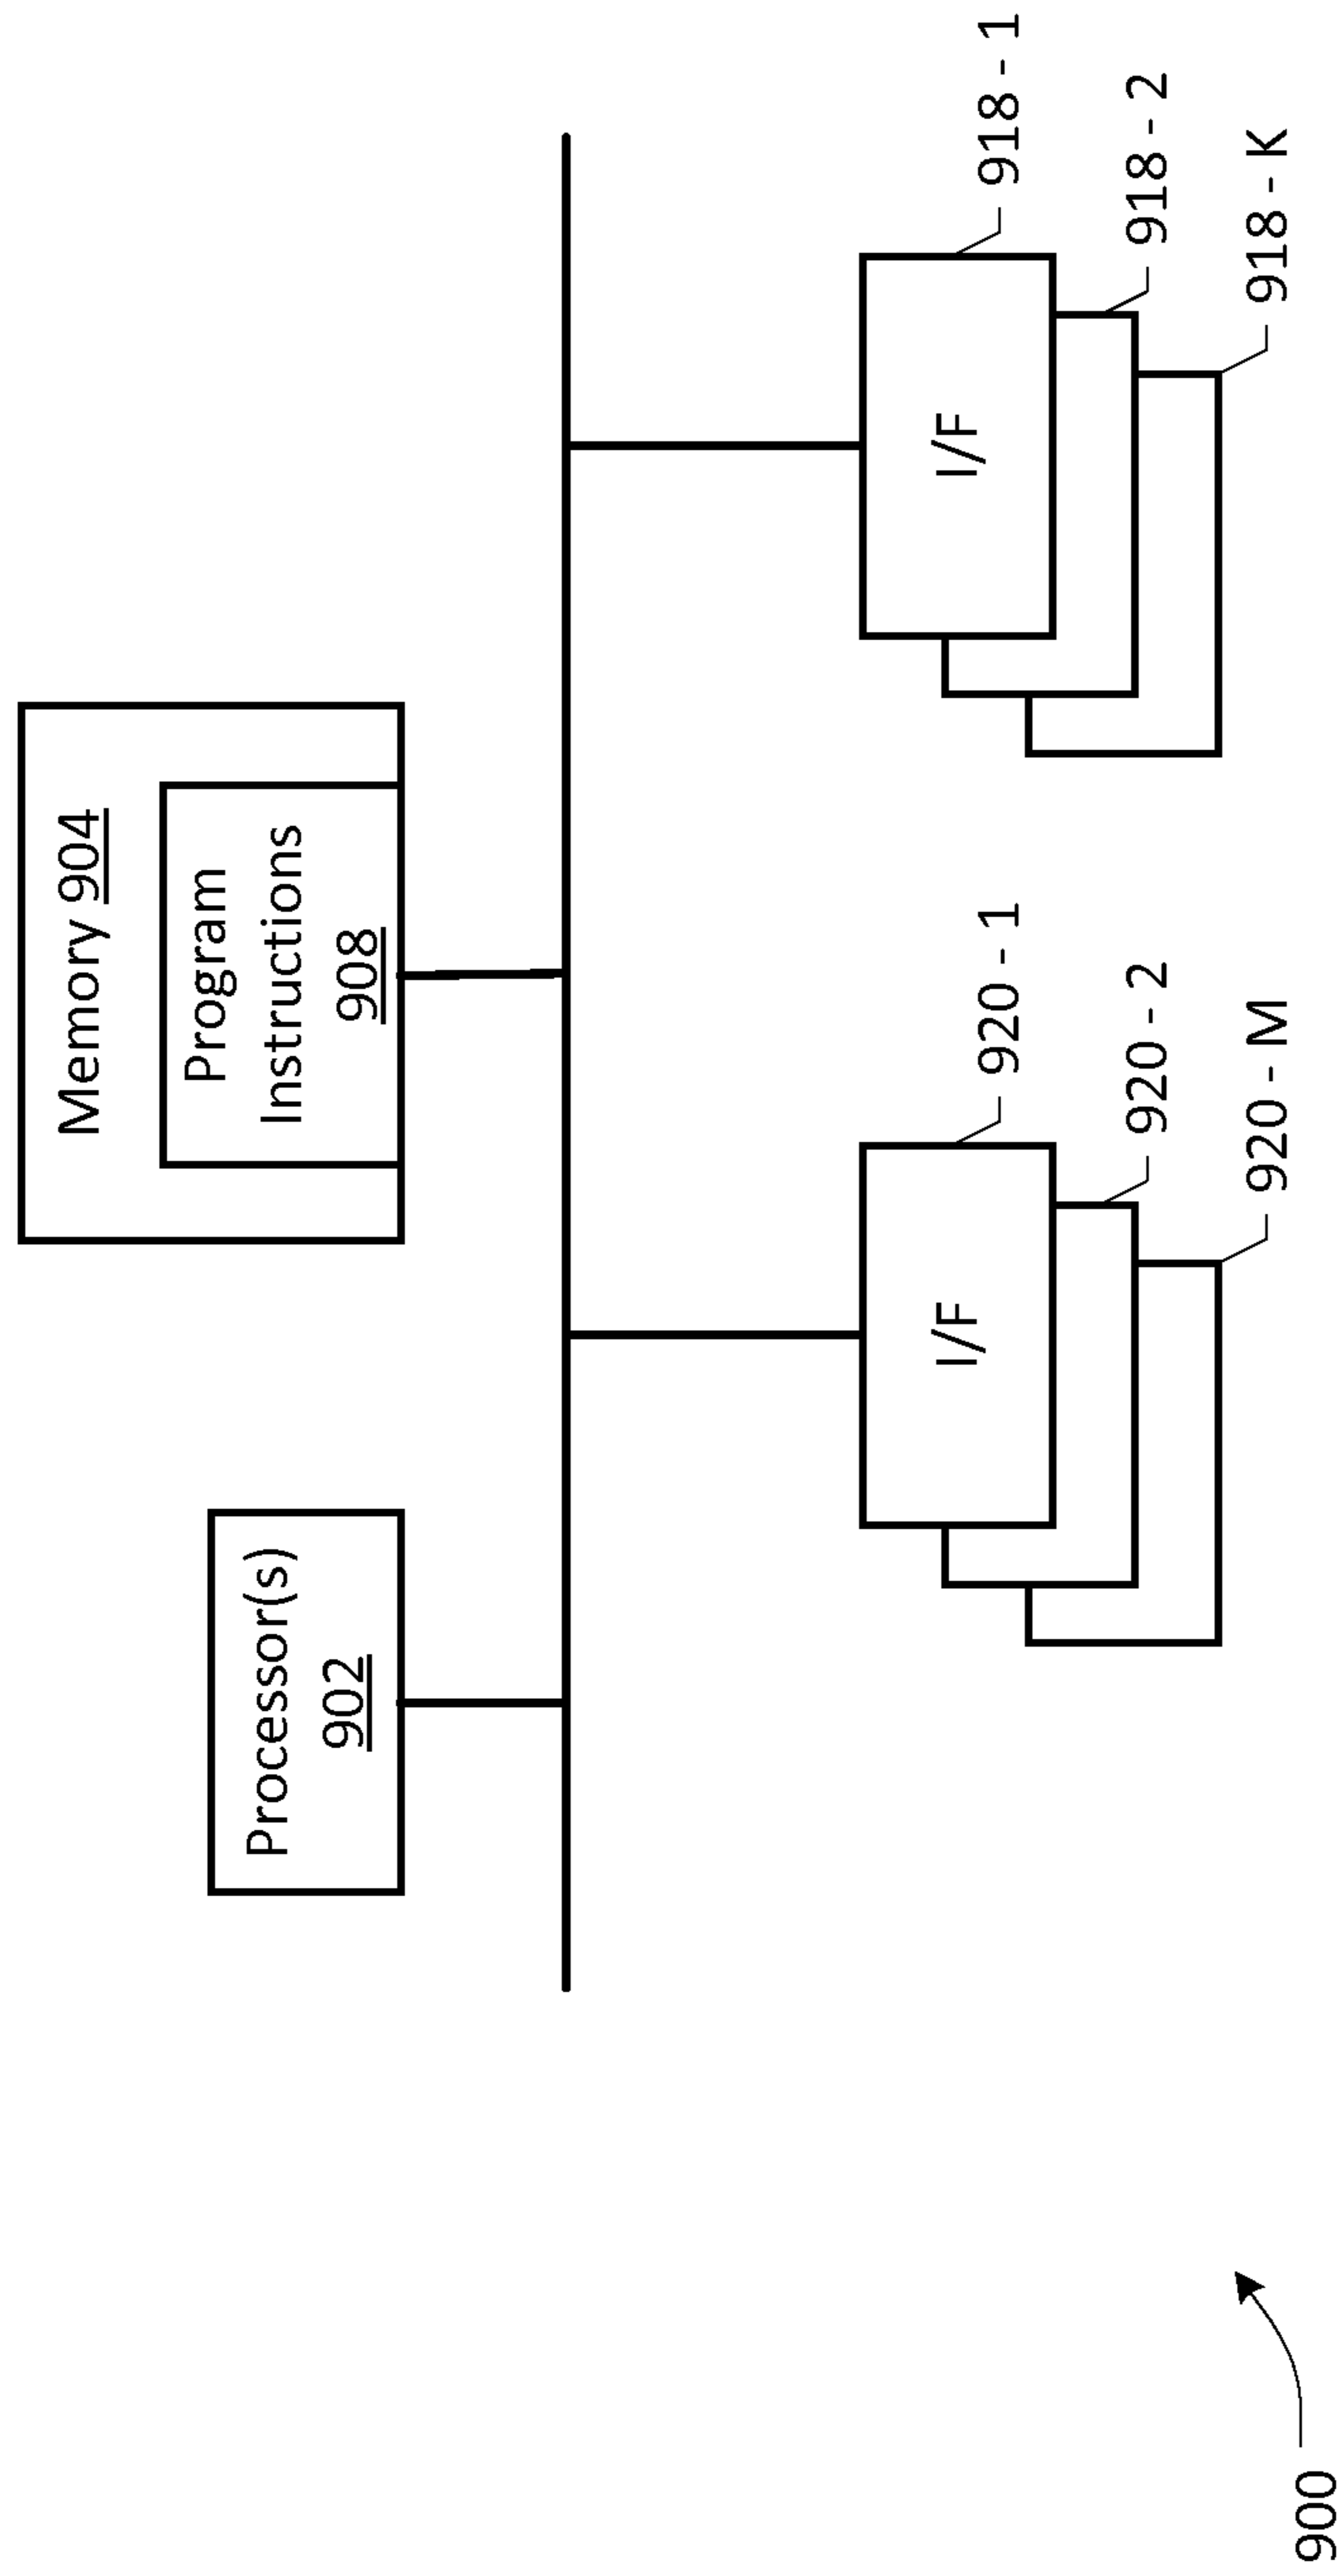 Processor(s)
902
Memory 904
Program
Instructions
908
I/F
920 - 1
920 - 2
920 - M
I/F
918 - 1
918 - 2
918 - K
900